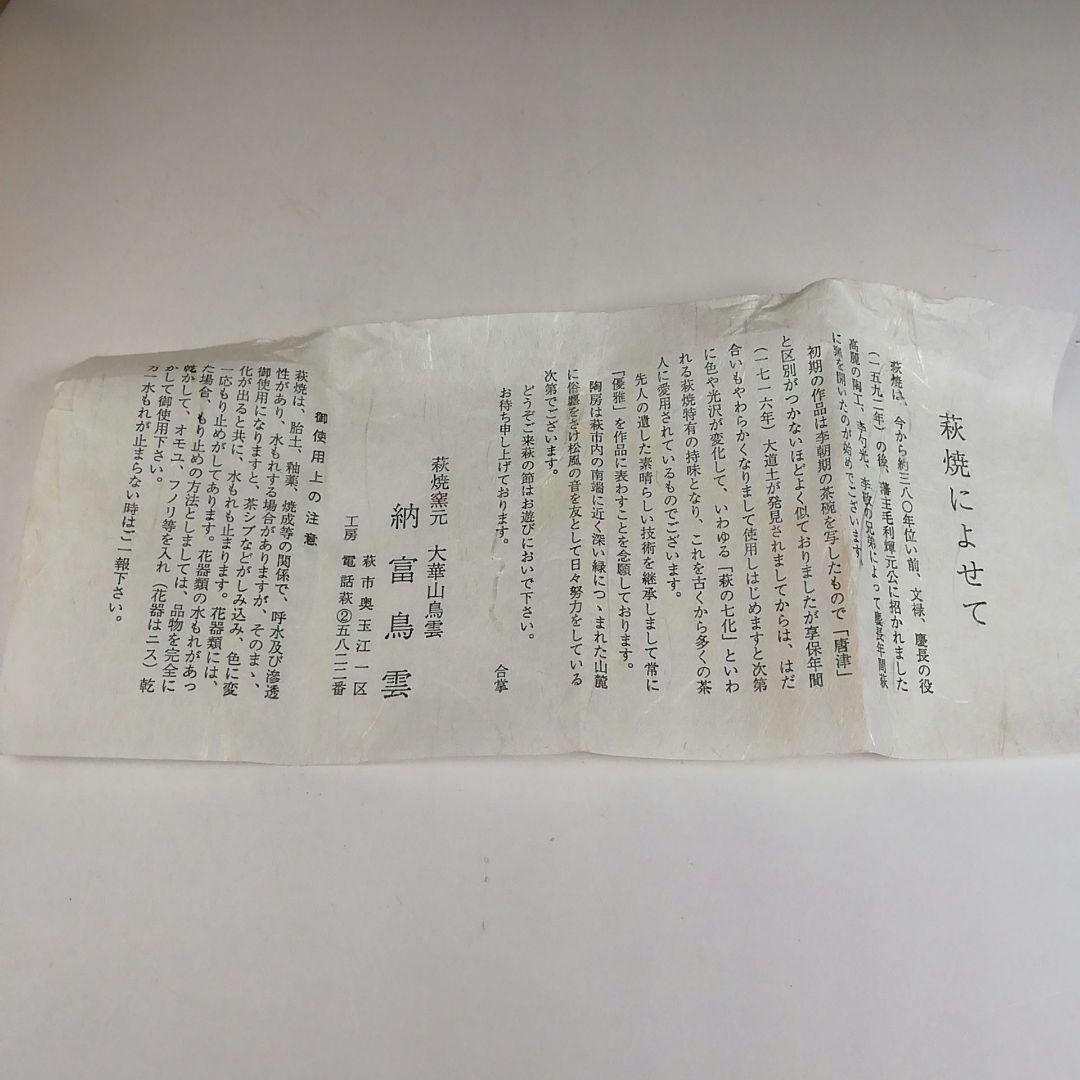 萩焼によせて
萩焼は、今から約三八〇年位い前、文禄、慶長の役
(一五九二年)の後、藩主毛利輝元公に招かれました
高麗の陶工、李勺光、李敬の兄弟によって慶長年間萩
に窯を開いたのが始めでございます。
初期の作品は李朝期の茶碗を写したもので「唐津」
と区別がつかないほどよく似ておりましたが享保年間
(一七一六年)大道土が発見されましてからは、はだ
合いもやわらかくなりまして使用しはじめますと次第
に色や光沢が変化して、いわゆる「萩の七化」といわ
れる萩焼特有の持味となり、これを古くから多くの茶
人に愛用されているものでございます。
先人の遺した素晴らしい技術を継承しまして常に
「優雅」を作品に表わすことを念願しております。
陶房は萩市内の南端に近く深い緑につゝまれた山麓
に俗塵をさけ松風の音を友として日々努力をしている
次第でございます。
どうぞご来萩の節はお遊びにおいで下さい。
お待ち申し上げております。
合掌
萩焼窯元 大華山鳥雲
納富鳥雲
萩市奥玉江一区
工房 電話萩②五八二二番
御使用上の注意
萩焼は、胎土、釉薬、焼成等の関係で、呼水及び滲透
性があり、水もれする場合がありますが、そのまゝ、
御使用になりますと、茶シブなどがしみ込み、色に変
化が出ると共に、水もれも止まります。花器類には、
一応もり止めがしてあります。花器類の水もれがあっ
た場合、もり止めの方法としましては、品物を完全に
乾かして、オモユ、フノリ等を入れ(花器はニス)乾
かして御使用下さい。
万一水もれが止まらない時はご一報下さい。